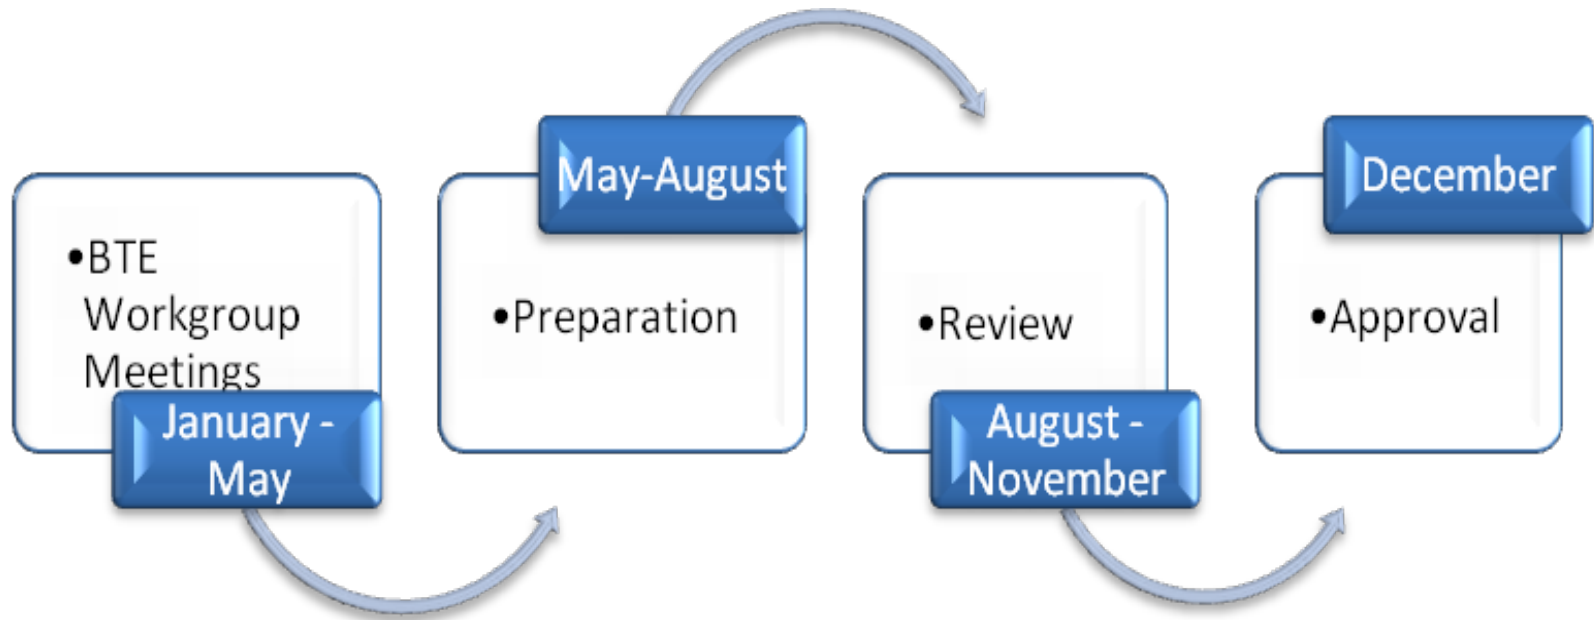 •BTE
Workgroup
Meetings
January -
May
May-August
•Preparation
•Review
August -
November
December
•Approval